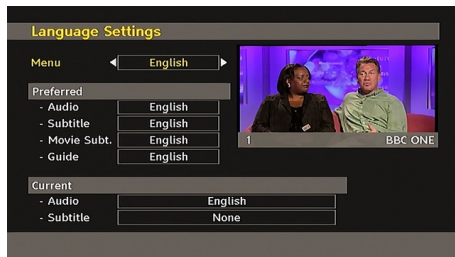 Language Settings
Menu English
Preferred
- Audio English
- Subtitle English
- Movie Subt. English
- Guide English
1 BBC ONE
Current
- Audio English
- Subtitle None